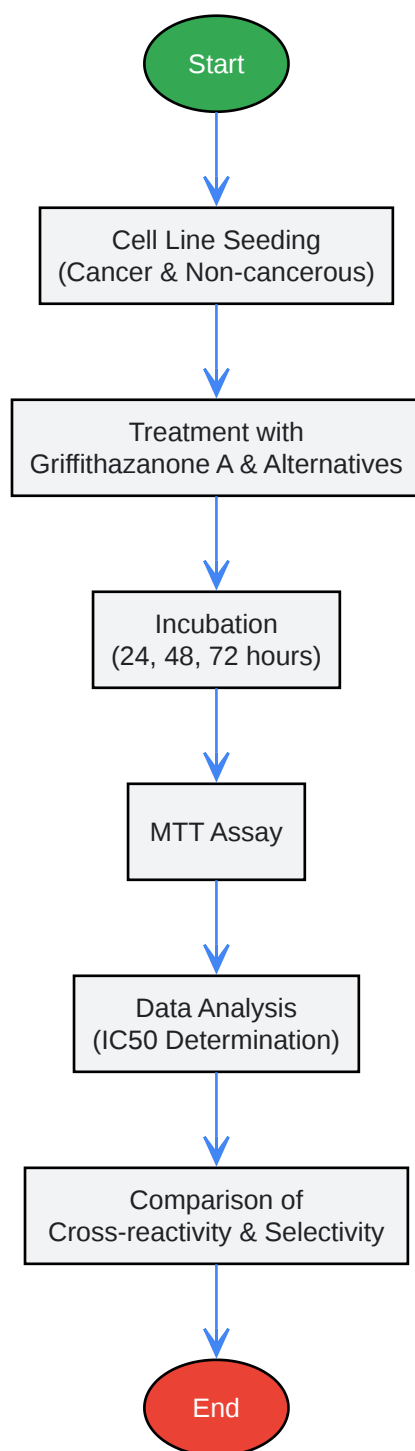 Start
Cell Line Seeding
(Cancer & Non-cancerous)
Treatment with
Griffithazanone A & Alternatives
Incubation
(24, 48, 72 hours)
MTT Assay
Data Analysis
(IC50 Determination)
Comparison of
Cross-reactivity & Selectivity
End